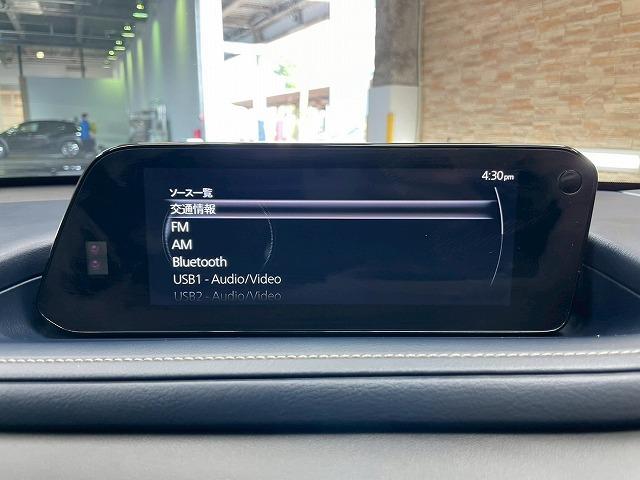 4:30pm
ソース一覧
交通情報
FM
AM
Bluetooth
USB1 - Audio/Video
USB2 - Audio/Video